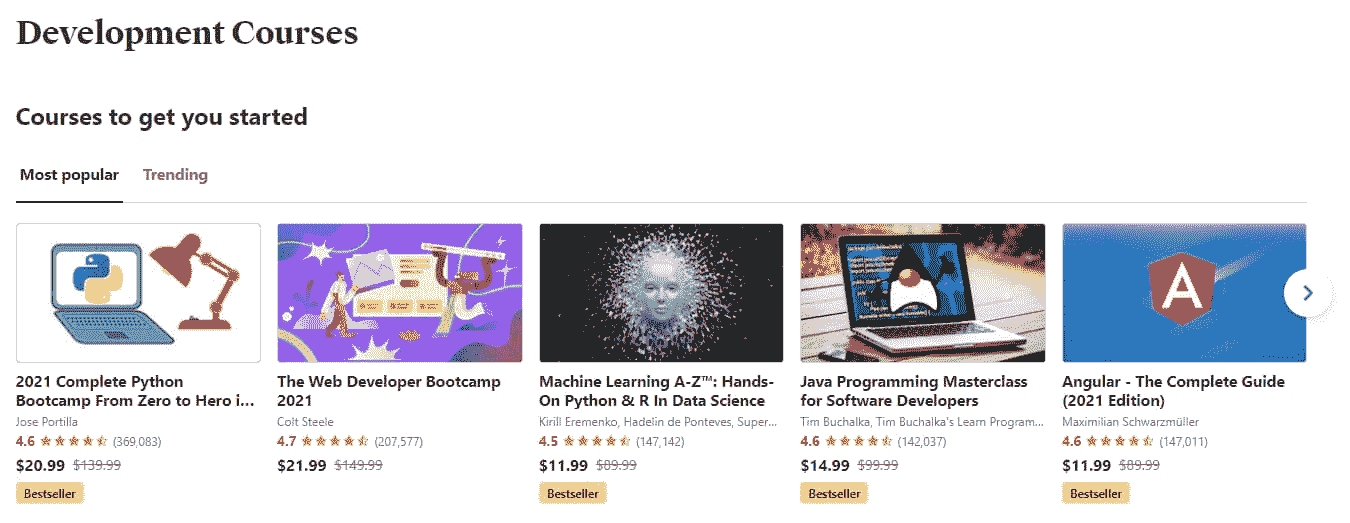 Development Courses
Courses to get you started
Most popular Trending
2021 Complete Python
Bootcamp From Zero to Hero i...
Jose Portilla
4.6 (369,083)
$20.99 $139.99
Bestseller
The Web Developer Bootcamp
2021
Colt Steele
4.7 (207,577)
$21.99 $149.99
Machine Learning A-Z™: Hands-
On Python & R In Data Science
Kirill Eremenko, Hadelin de Ponteves, Super...
4.5 (147,142)
$11.99 $89.99
Bestseller
Java Programming Masterclass
for Software Developers
Tim Buchalka, Tim Buchalka's Learn Program...
4.6 (142,037)
$14.99 $99.99
Bestseller
A
Angular - The Complete Guide
(2021 Edition)
Maximilian Schwarzmüller
4.6 (147,011)
$11.99 $89.99
Bestseller